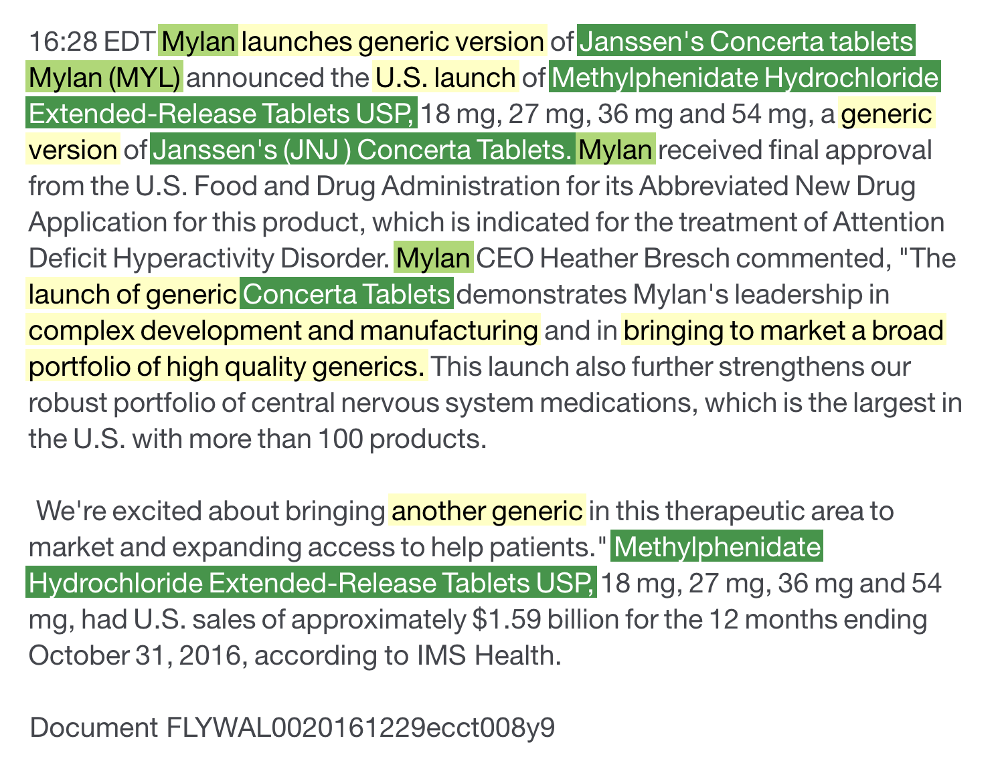 16:28 EDT Mylan launches generic version of Janssen's Concerta tablets
Mylan (MYL) announced the U.S. launch of Methylphenidate Hydrochloride
Extended-Release Tablets USP, 18 mg, 27 mg, 36 mg and 54 mg, a generic
version of Janssen's (JNJ ) Concerta Tablets. Mylan received final approval
from the U.S. Food and Drug Administration for its Abbreviated New Drug
Application for this product, which is indicated for the treatment of Attention
Deficit Hyperactivity Disorder. Mylan CEO Heather Bresch commented, "The
launch of generic Concerta Tablets demonstrates Mylan's leadership in
complex development and manufacturing and in bringing to market a broad
portfolio of high quality generics. This launch also further strengthens our
robust portfolio of central nervous system medications, which is the largest in
the U.S. with more than 100 products.
We're excited about bringing another generic in this therapeutic area to
market and expanding access to help patients." Methylphenidate
Hydrochloride Extended-Release Tablets USP, 18 mg, 27 mg, 36 mg and 54
mg, had U.S. sales of approximately $1.59 billion for the 12 months ending
October 31, 2016, according to IMS Health.
Document FLYWAL0020161229ecct008y9